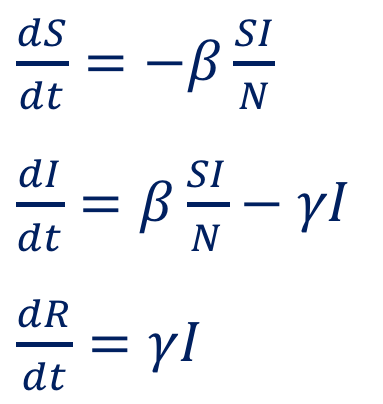 dS/dt = −β SI/N
dI/dt = β SI/N − γI
dR/dt = γI